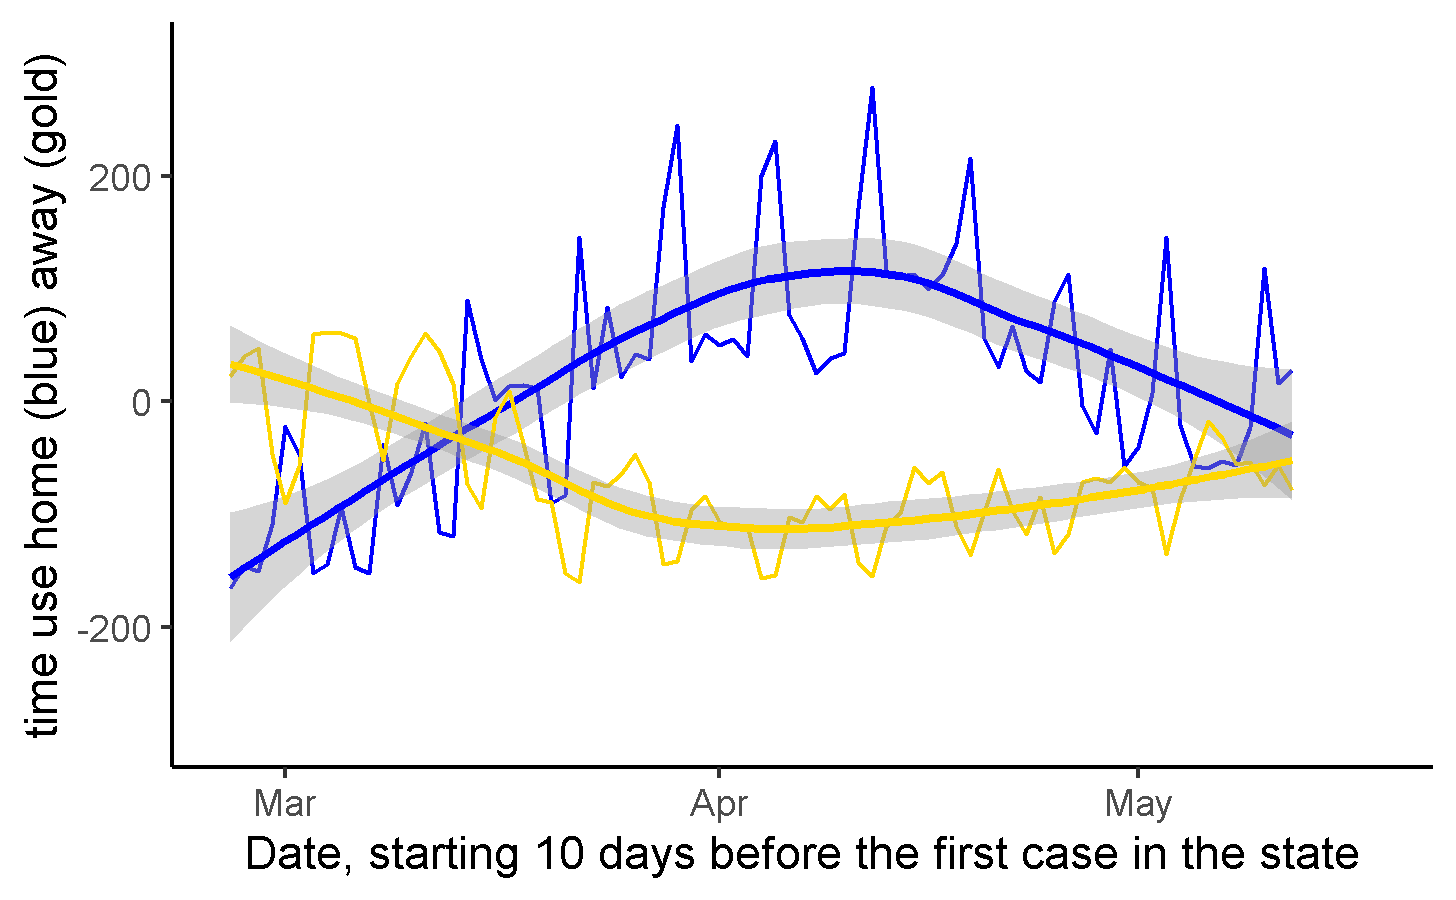 time use home (blue) away (gold)
200
0
-200
Mar
Apr
May
Date, starting 10 days before the first case in the state